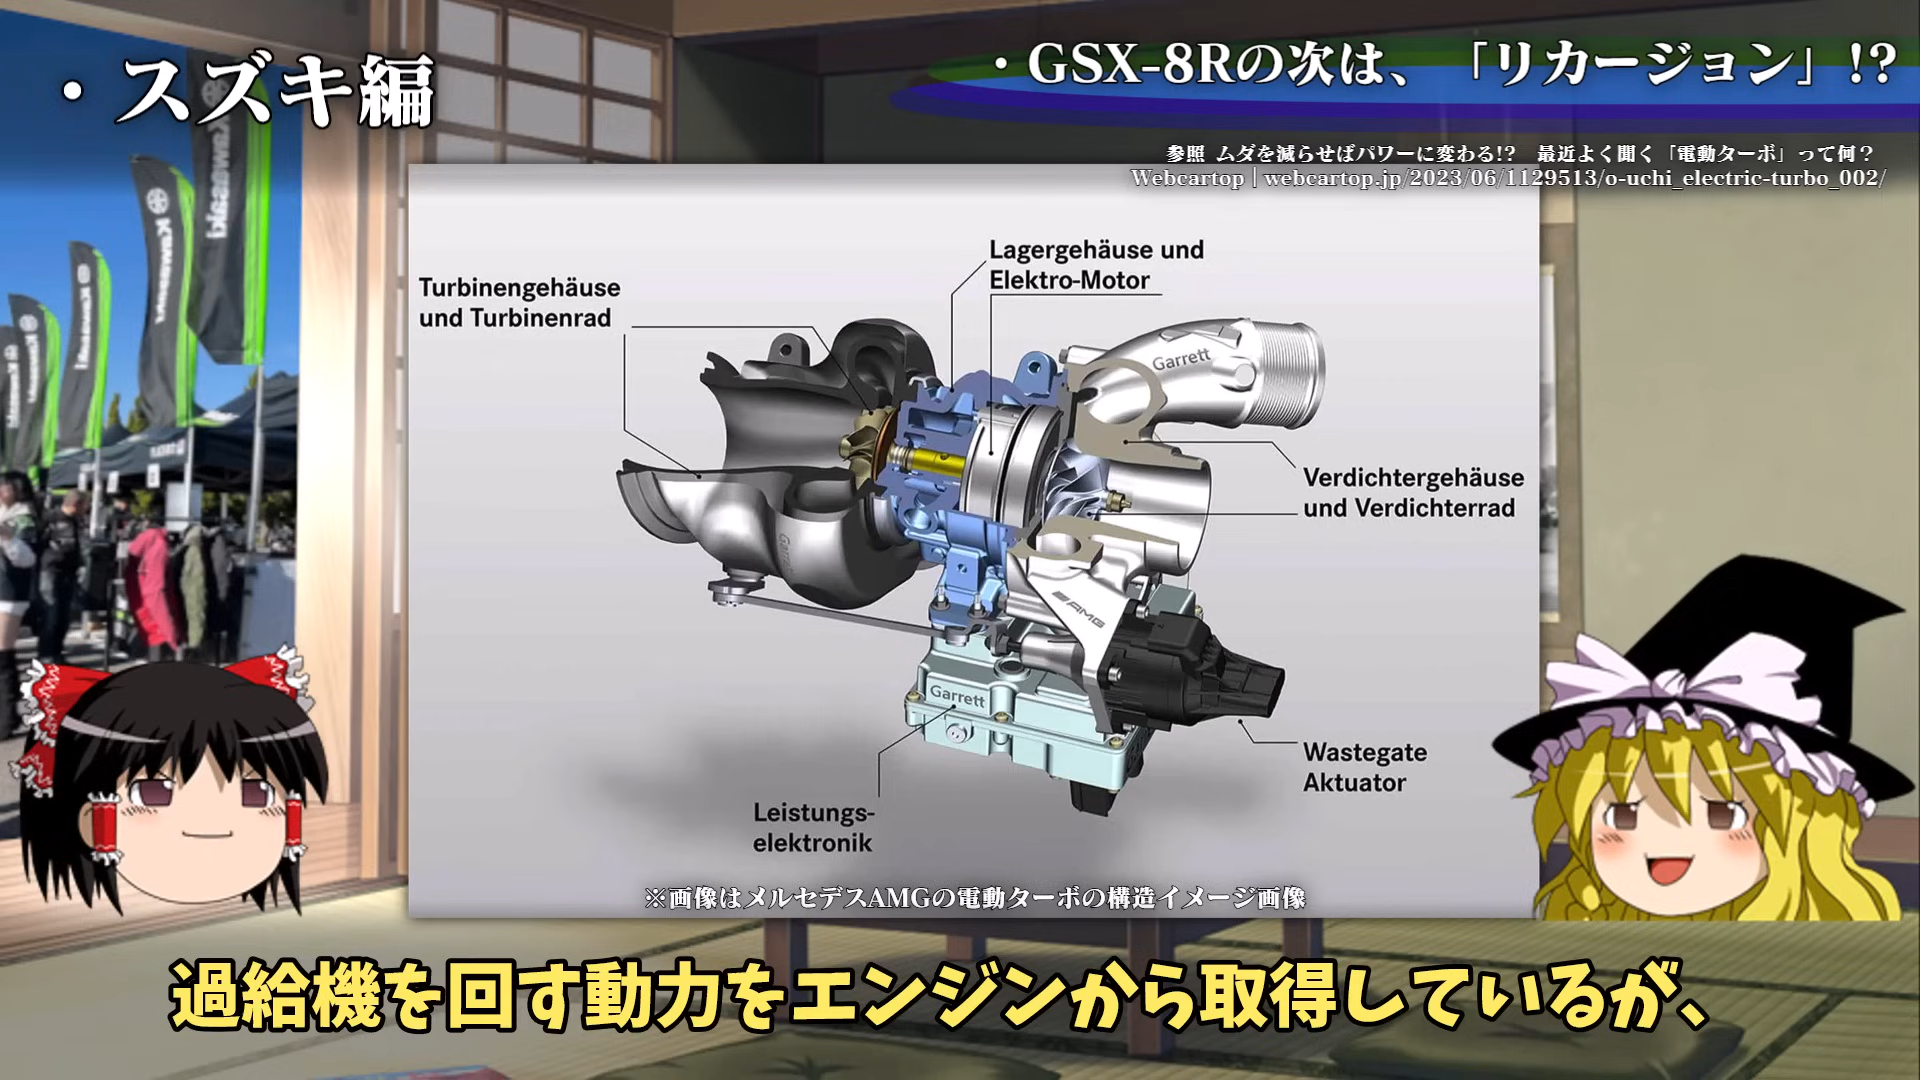 ・スズキ編
・GSX-8Rの次は、「リカージョン」!?
参照 ムダを減らせばパワーに変わる!? 最近よく聞く「電動ターボ」って何？
Webcartop | webcartop.jp/2023/06/1129513/o-uchi_electric-turbo_002/
Kawasaki
Kawasaki
Kawasaki
Kawasaki
Lagergehäuse und
Elektro-Motor
Turbinengehäuse
und Turbinenrad
Garrett
Verdichtergehäuse
und Verdichterrad
Garrett
AMG
Garrett
Wastegate
Aktuator
Leistungs-
elektronik
※画像はメルセデスAMGの電動ターボの構造イメージ画像
過給機を回す動力をエンジンから取得しているが、